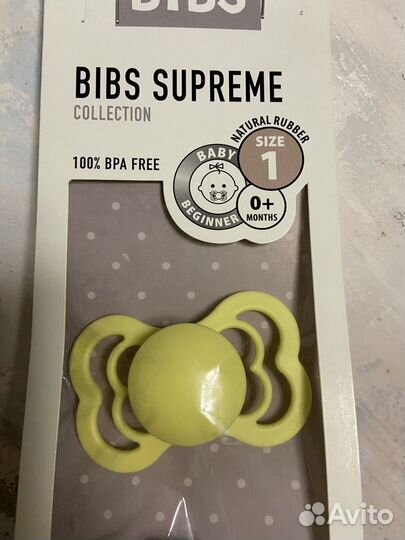 BIBS
BIBS SUPREME
COLLECTION
100% BPA FREE
NATURAL RUBBER
SIZE
1
BABY
BEGINNER
0+
MONTHS
Avito